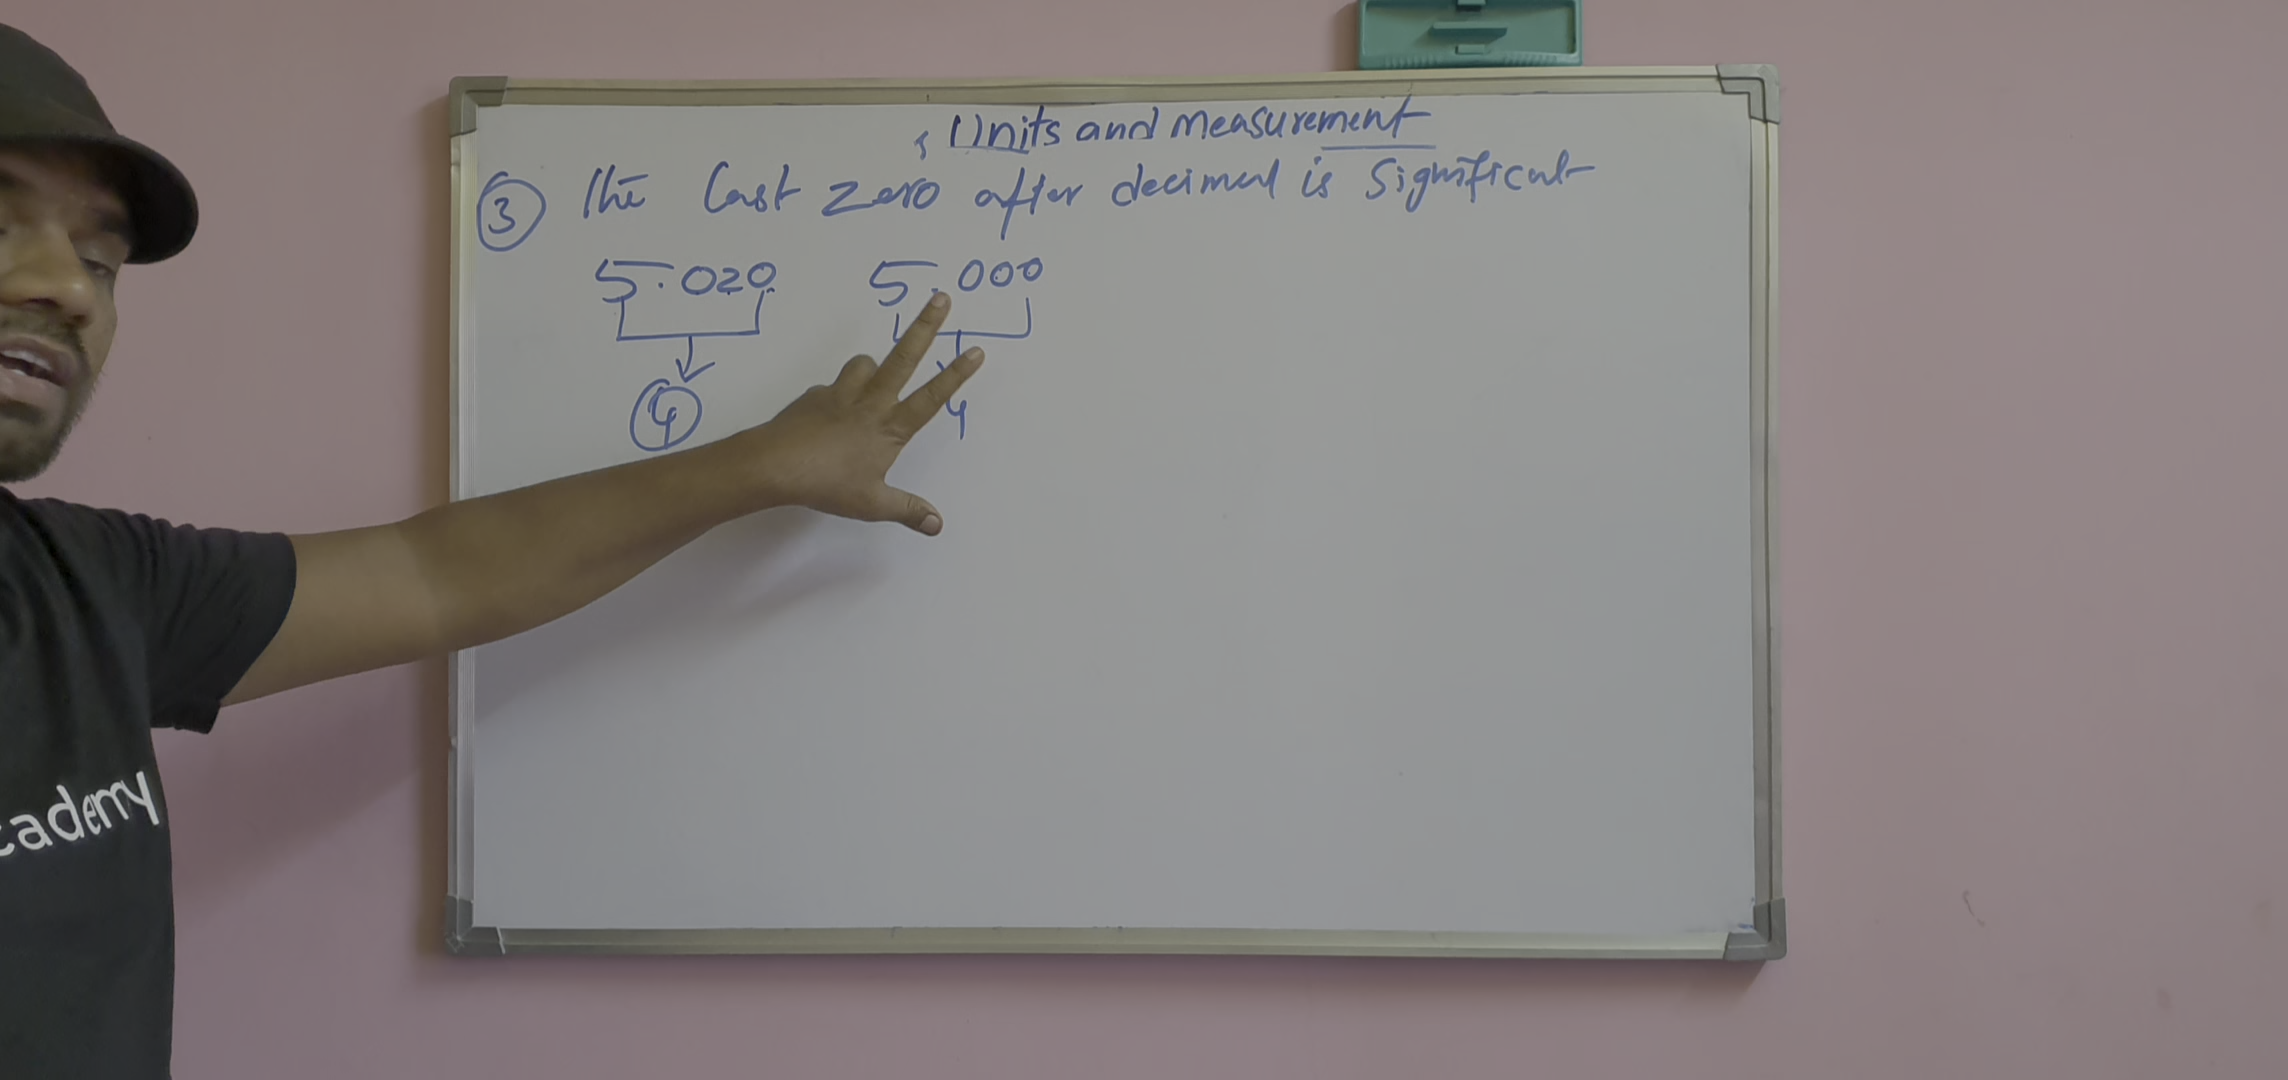 Units and measurement
3 The last zero after decimal is significant
5.020 5.000
4 4
cademy